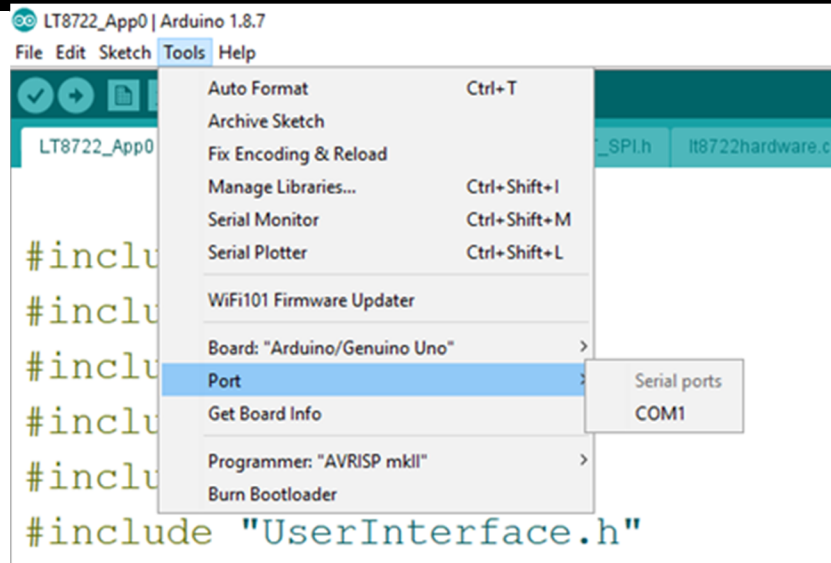 LT8722_App0 | Arduino 1.8.7
File Edit Sketch Tools Help
LT8722_App0
_SPI.h
lt8722hardware.c
Auto Format Ctrl+T
Archive Sketch
Fix Encoding & Reload
Manage Libraries... Ctrl+Shift+I
Serial Monitor Ctrl+Shift+M
Serial Plotter Ctrl+Shift+L
WiFi101 Firmware Updater
Board: "Arduino/Genuino Uno"
Port
Serial ports
Get Board Info
COM1
Programmer: "AVRISP mkII"
Burn Bootloader
#inclu
#inclu
#inclu
#inclu
#inclu
#include "UserInterface.h"